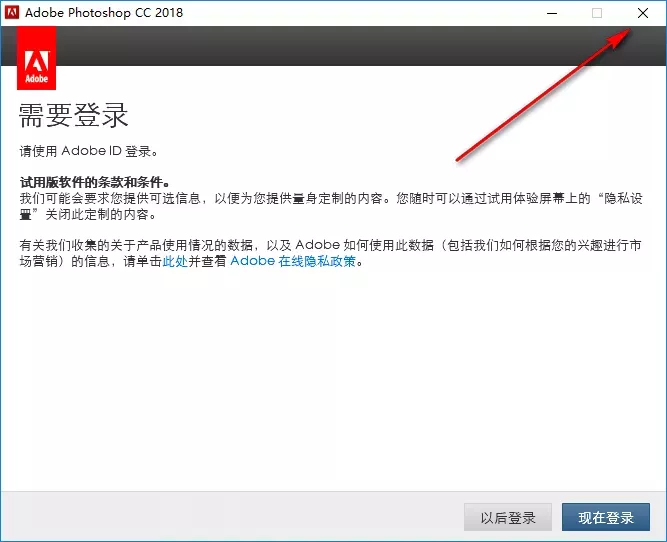 Adobe Photoshop CC 2018
Adobe
需要登录
请使用 Adobe ID 登录。
试用版软件的条款和条件。
我们可能会要求您提供可选信息，以便为您提供量身定制的内容。您随时可以通过试用体验屏幕上的“隐私设
置”关闭此定制的内容。
有关我们收集的关于产品使用情况的数据，以及 Adobe 如何使用此数据（包括我们如何根据您的兴趣进行市
场营销）的信息，请单击此处并查看 Adobe 在线隐私政策。
以后登录
现在登录